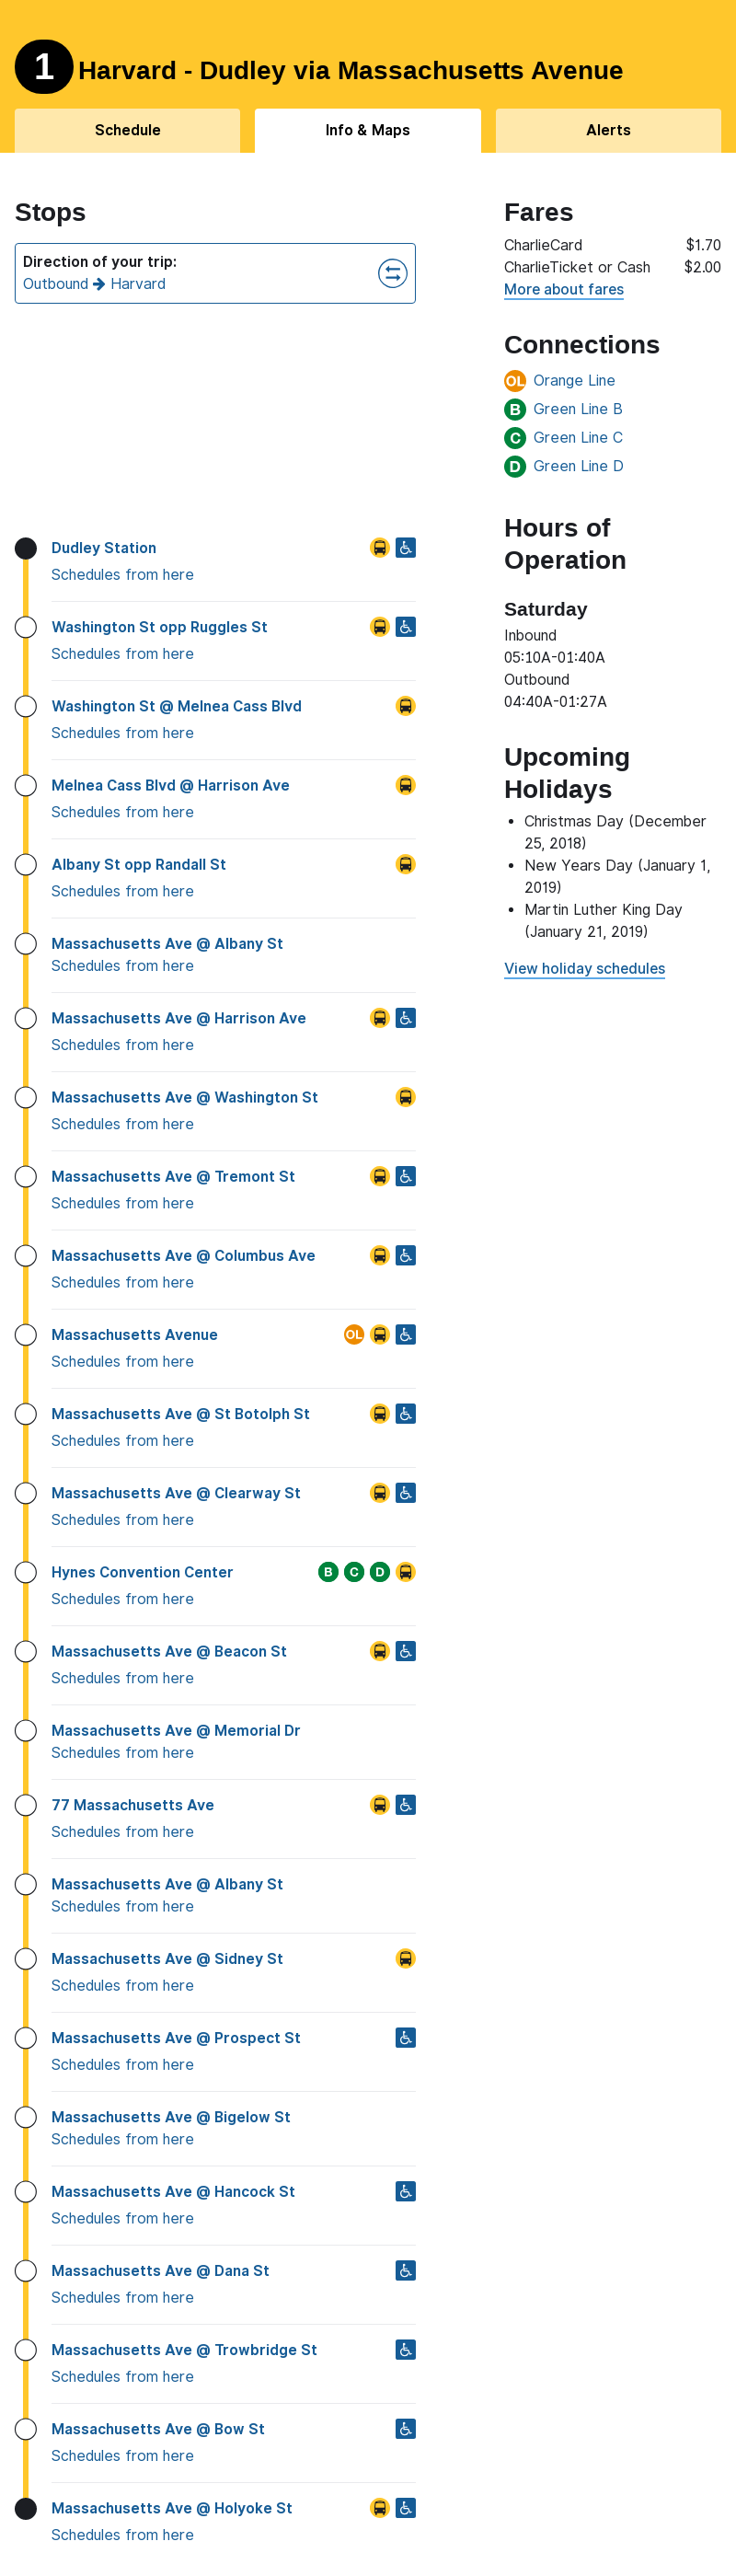 1 Harvard - Dudley via Massachusetts Avenue
Schedule
Info & Maps
Alerts
Stops
Direction of your trip:
Outbound → Harvard
Dudley Station
Schedules from here
Washington St opp Ruggles St
Schedules from here
Washington St @ Melnea Cass Blvd
Schedules from here
Melnea Cass Blvd @ Harrison Ave
Schedules from here
Albany St opp Randall St
Schedules from here
Massachusetts Ave @ Albany St
Schedules from here
Massachusetts Ave @ Harrison Ave
Schedules from here
Massachusetts Ave @ Washington St
Schedules from here
Massachusetts Ave @ Tremont St
Schedules from here
Massachusetts Ave @ Columbus Ave
Schedules from here
Massachusetts Avenue OL
Schedules from here
Massachusetts Ave @ St Botolph St
Schedules from here
Massachusetts Ave @ Clearway St
Schedules from here
Hynes Convention Center B C D
Schedules from here
Massachusetts Ave @ Beacon St
Schedules from here
Massachusetts Ave @ Memorial Dr
Schedules from here
77 Massachusetts Ave
Schedules from here
Massachusetts Ave @ Albany St
Schedules from here
Massachusetts Ave @ Sidney St
Schedules from here
Massachusetts Ave @ Prospect St
Schedules from here
Massachusetts Ave @ Bigelow St
Schedules from here
Massachusetts Ave @ Hancock St
Schedules from here
Massachusetts Ave @ Dana St
Schedules from here
Massachusetts Ave @ Trowbridge St
Schedules from here
Massachusetts Ave @ Bow St
Schedules from here
Massachusetts Ave @ Holyoke St
Schedules from here
Fares
CharlieCard $1.70
CharlieTicket or Cash $2.00
More about fares
Connections
OL Orange Line
B Green Line B
C Green Line C
D Green Line D
Hours of
Operation
Saturday
Inbound
05:10A-01:40A
Outbound
04:40A-01:27A
Upcoming
Holidays
• Christmas Day (December
25, 2018)
• New Years Day (January 1,
2019)
• Martin Luther King Day
(January 21, 2019)
View holiday schedules